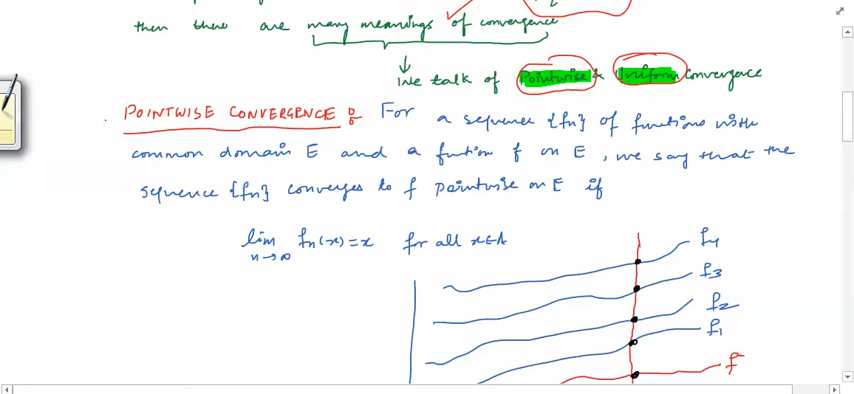 then there are many meanings of convergence
We talk of Pointwise & Uniform Convergence
POINTWISE CONVERGENCE :- For a sequence {fn} of functions with
common domain E and a funtion f on E, we say that the
sequence {fn} converges to f pointwise on E if
lim n→∞ fn(x) = x for all x∈A
f4
f3
f2
f1
f